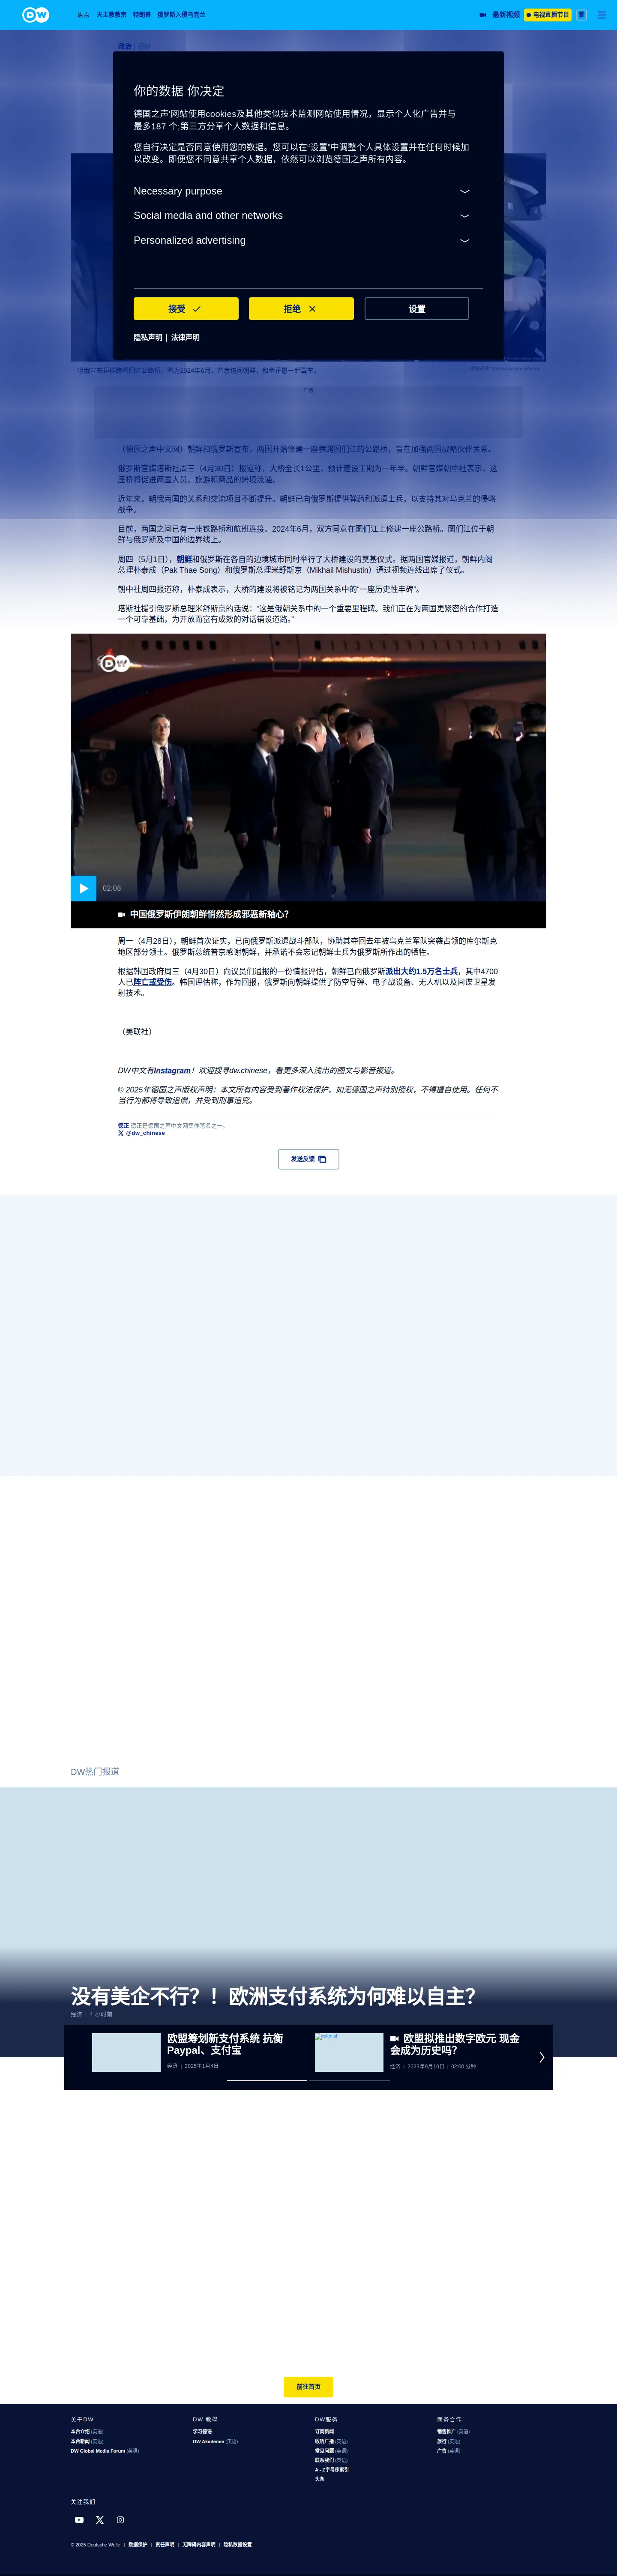 DW
焦点 天主教教宗 特朗普 俄罗斯入侵乌克兰
最新视频 电视直播节目 繁
政治 | 朝鲜
你的数据 你决定
德国之声'网站使用cookies及其他类似技术监测网站使用情况，显示个人化广告并与
最多187 个;第三方分享个人数据和信息。
您自行决定是否同意使用您的数据。您可以在“设置”中调整个人具体设置并在任何时候加
以改变。即便您不同意共享个人数据，依然可以浏览德国之声所有内容。
Necessary purpose
Social media and other networks
Personalized advertising
接受
拒绝
设置
隐私声明 | 法律声明
朝俄宣布建横跨图们江公路桥。图为2024年6月，普京访问朝鲜，和金正恩一起驾车。
广告
（德国之声中文网）朝鲜和俄罗斯宣布，两国开始修建一座横跨图们江的公路桥，旨在加强两国战略伙伴关系。
俄罗斯官媒塔斯社周三（4月30日）报道称，大桥全长1公里，预计建设工期为一年半。朝鲜官媒朝中社表示，这
座桥将促进两国人员、旅游和商品的跨境流通。
近年来，朝俄两国的关系和交流项目不断提升。朝鲜已向俄罗斯提供弹药和派遣士兵，以支持其对乌克兰的侵略
战争。
目前，两国之间已有一座铁路桥和航班连接。2024年6月，双方同意在图们江上修建一座公路桥。图们江位于朝
鲜与俄罗斯及中国的边界线上。
周四（5月1日），朝鲜和俄罗斯在各自的边境城市同时举行了大桥建设的奠基仪式。据两国官媒报道，朝鲜内阁
总理朴泰成（Pak Thae Song）和俄罗斯总理米舒斯京（Mikhail Mishustin）通过视频连线出席了仪式。
朝中社周四报道称，朴泰成表示，大桥的建设将被铭记为两国关系中的“一座历史性丰碑”。
塔斯社援引俄罗斯总理米舒斯京的话说：“这是俄朝关系中的一个重要里程碑。我们正在为两国更紧密的合作打造
一个可靠基础，为开放而富有成效的对话铺设道路。”
DW
02:08
中国俄罗斯伊朗朝鲜悄然形成邪恶新轴心？
周一（4月28日），朝鲜首次证实，已向俄罗斯派遣战斗部队，协助其夺回去年被乌克兰军队突袭占领的库尔斯克
地区部分领土。俄罗斯总统普京感谢朝鲜，并承诺不会忘记朝鲜士兵为俄罗斯所作出的牺牲。
根据韩国政府周三（4月30日）向议员们通报的一份情报评估，朝鲜已向俄罗斯派出大约1.5万名士兵，其中4700
人已阵亡或受伤。韩国评估称，作为回报，俄罗斯向朝鲜提供了防空导弹、电子战设备、无人机以及间谍卫星发
射技术。
（美联社）
DW中文有Instagram！欢迎搜寻dw.chinese，看更多深入浅出的图文与影音报道。
© 2025年德国之声版权声明：本文所有内容受到著作权法保护，如无德国之声特别授权，不得擅自使用。任何不
当行为都将导致追偿，并受到刑事追究。
德正 德正是德国之声中文网集体笔名之一。
@dw_chinese
发送反馈
DW热门报道
没有美企不行？！欧洲支付系统为何难以自主？
经济 | 4 小时前
欧盟筹划新支付系统 抗衡
Paypal、支付宝
经济 | 2025年1月4日
external
欧盟拟推出数字欧元 现金
会成为历史吗？
经济 | 2023年9月10日 | 02:00 分钟
前往首页
关于DW
本台介绍 (英语)
本台新闻 (英语)
DW Global Media Forum (英语)
DW 教學
学习德语
DW Akademie (英语)
DW服务
订阅新闻
收听广播 (英语)
常见问题 (英语)
联系我们 (英语)
A - Z字母序索引
头条
商务合作
销售推广 (英语)
旅行 (英语)
广告 (英语)
关注我们
© 2025 Deutsche Welle | 数据保护 | 责任声明 | 无障碍内容声明 | 隐私数据设置